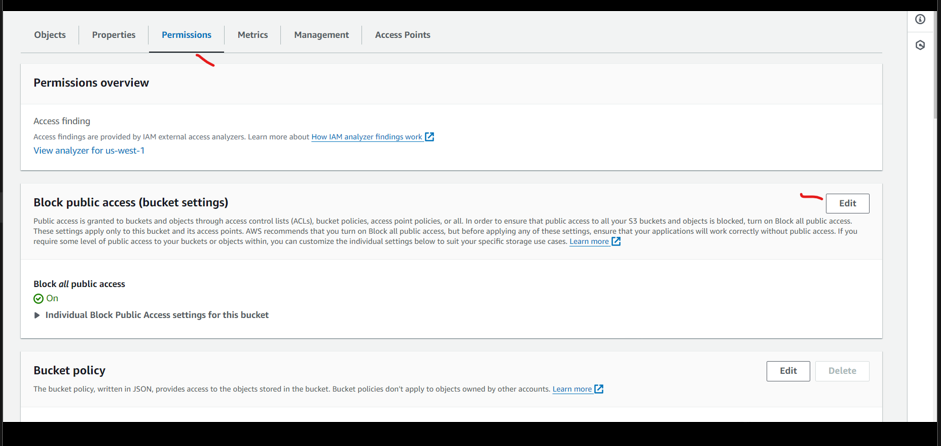 Objects Properties Permissions Metrics Management Access Points
Permissions overview
Access finding
Access findings are provided by IAM external access analyzers. Learn more about How IAM analyzer findings work
View analyzer for us-west-1
Block public access (bucket settings)
Edit
Public access is granted to buckets and objects through access control lists (ACLs), bucket policies, access point policies, or all. In order to ensure that public access to all your S3 buckets and objects is blocked, turn on Block all public access.
These settings apply only to this bucket and its access points. AWS recommends that you turn on Block all public access, but before applying any of these settings, ensure that your applications will work correctly without public access. If you
require some level of public access to your buckets or objects within, you can customize the individual settings below to suit your specific storage use cases. Learn more
Block all public access
On
Individual Block Public Access settings for this bucket
Bucket policy
Edit Delete
The bucket policy, written in JSON, provides access to the objects stored in the bucket. Bucket policies don't apply to objects owned by other accounts. Learn more